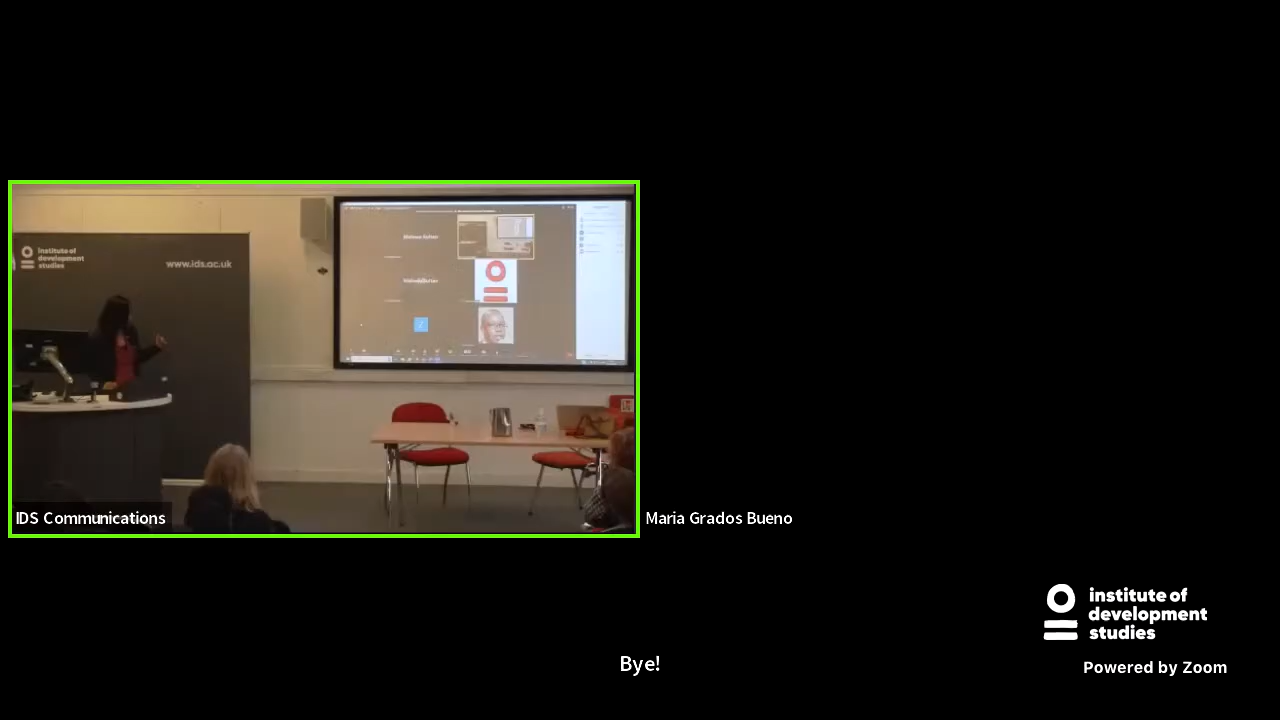 institute of
development
studies
www.ids.ac.uk
IDS Communications
Maria Grados Bueno
institute of
development
studies
Bye!
Powered by Zoom